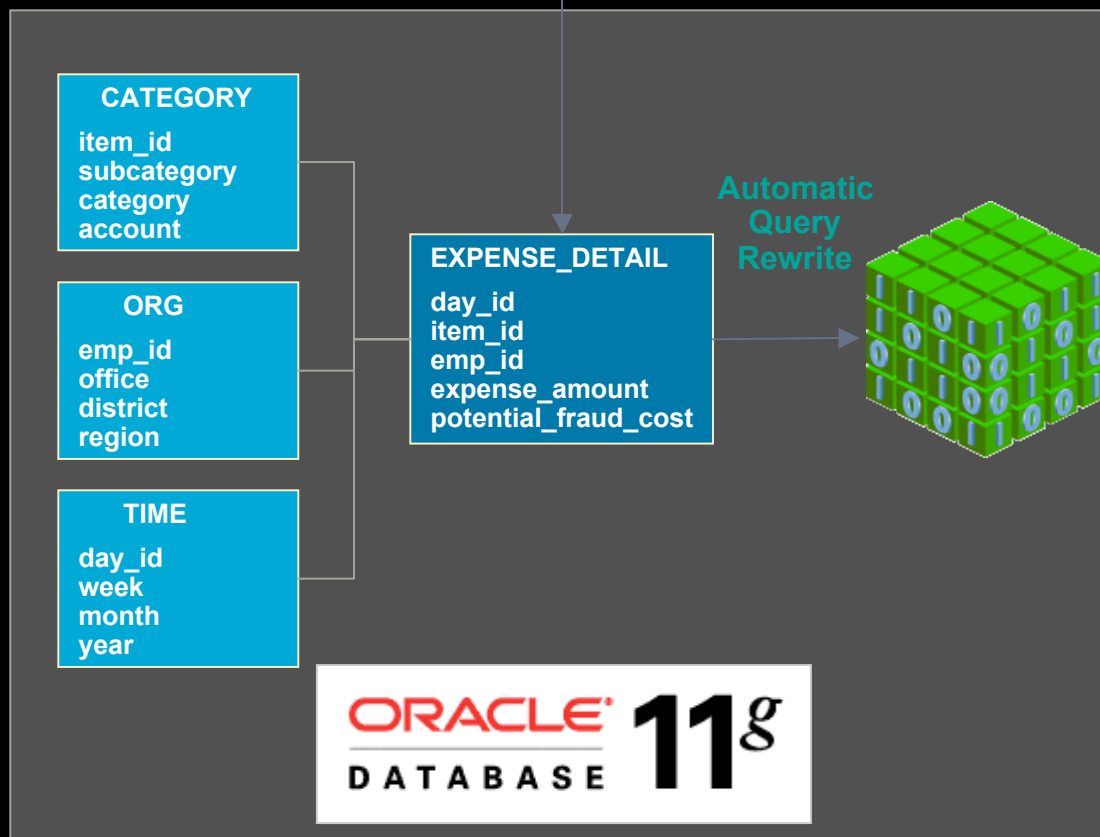 CATEGORY
item_id
subcategory
category
account
ORG
emp_id
office
district
region
TIME
day_id
week
month
year
EXPENSE_DETAIL
day_id
item_id
emp_id
expense_amount
potential_fraud_cost
Automatic
Query
Rewrite
ORACLE® 11g
DATABASE